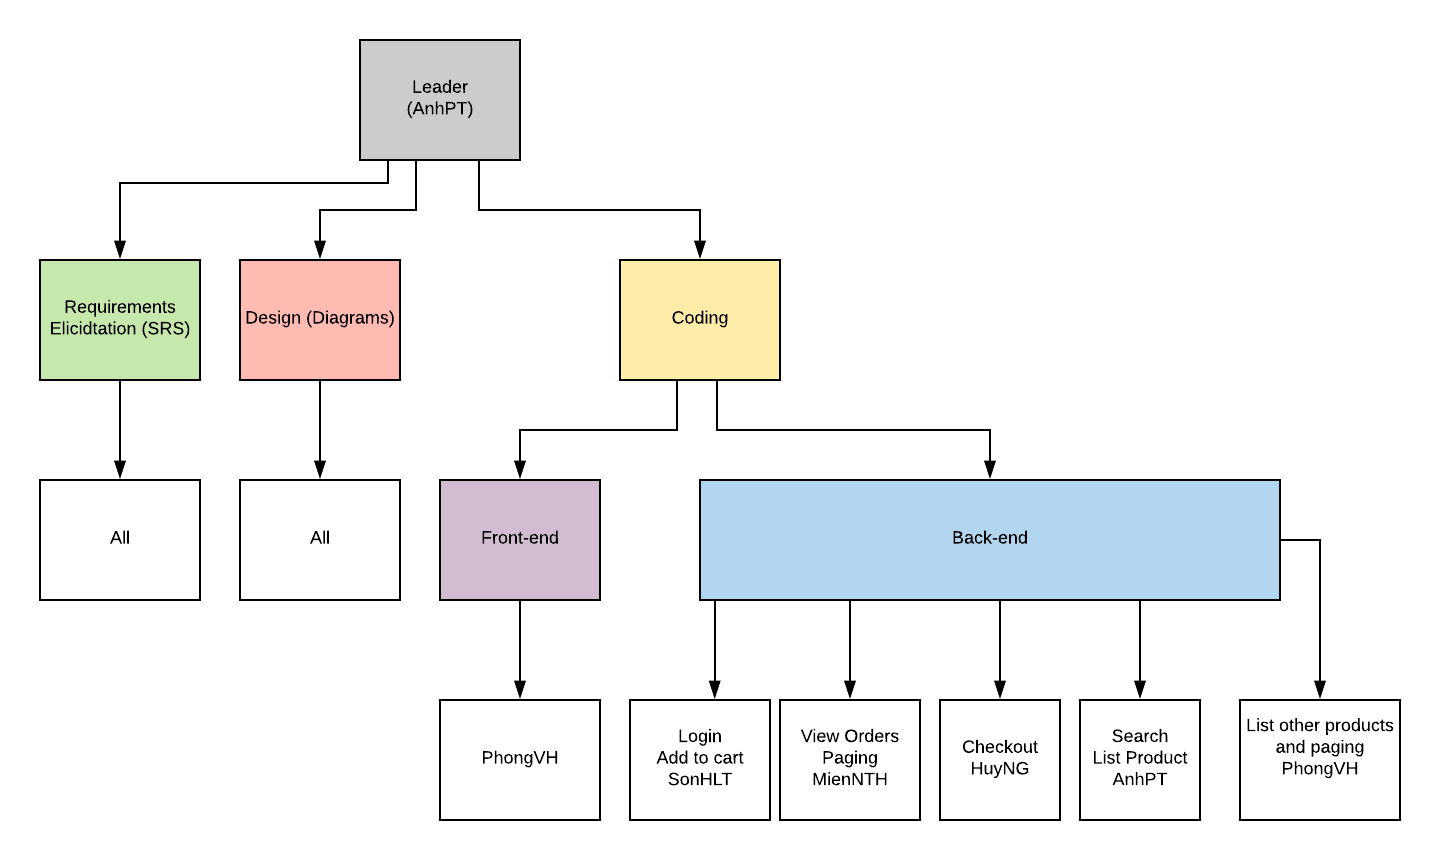 Leader
(AnhPT)
Requirements
Elicidtation (SRS)
Design (Diagrams)
Coding
All
All
Front-end
Back-end
PhongVH
Login
Add to cart
SonHLT
View Orders
Paging
MienNTH
Checkout
HuyNG
Search
List Product
AnhPT
List other products
and paging
PhongVH